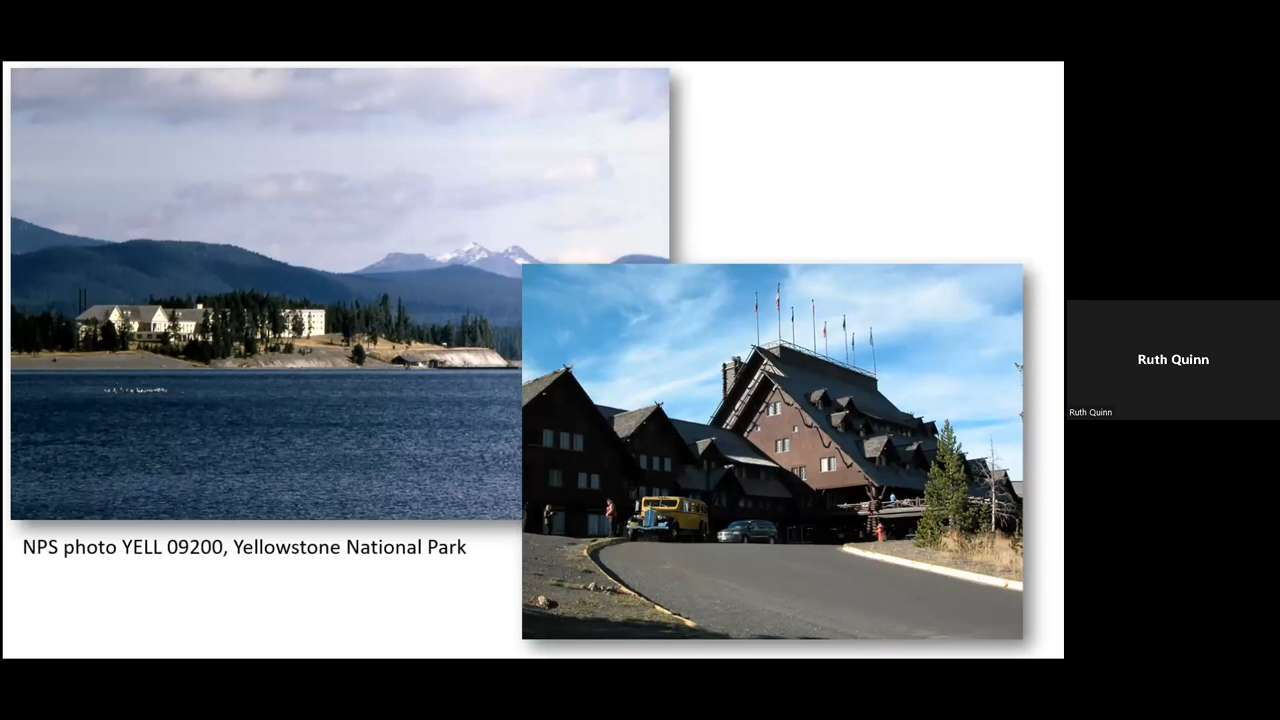 NPS photo YELL 09200, Yellowstone National Park
Ruth Quinn
Ruth Quinn